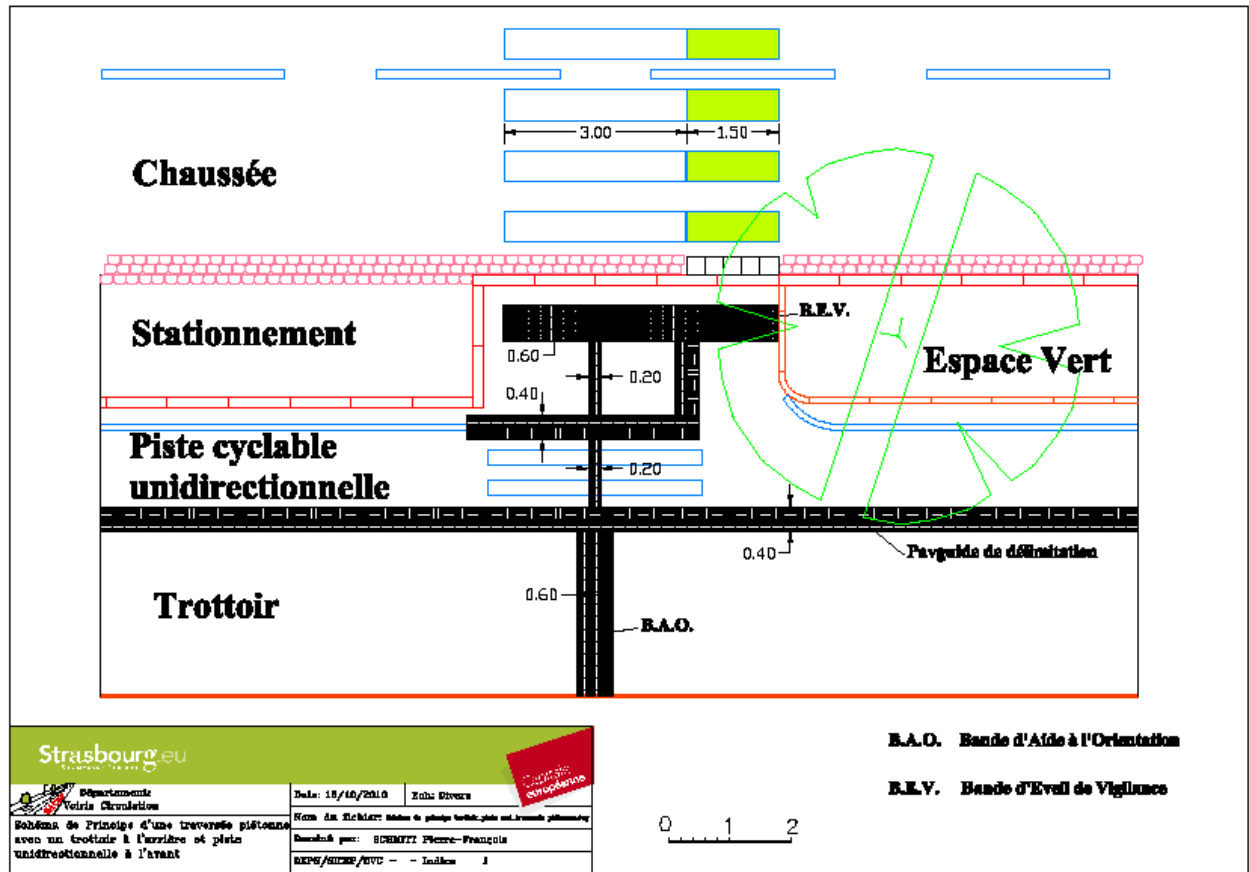 3.00
1.50
Chaussée
B.E.V.
Stationnement
Espace Vert
0.60
0.20
0.40
Piste cyclable
unidirectionnelle
0.20
0.40
Pavguide de délimitation
Trottoir
0.60
B.A.O.
Strasbourg.eu
Capitale
européenne
Département:
Voirie Circulation
Date: 18/10/2010
Ech: Divers
Nom du fichier:
Schéma de Principe d'une traversée piétonne
avec un trottoir à l'arrière et piste
unidirectionnelle à l'avant
Dessiné par: SCHMITT Pierre-François
- - Indice
B.A.O. Bande d'Aide à l'Orientation
B.E.V. Bande d'Eveil de Vigilance
0 1 2